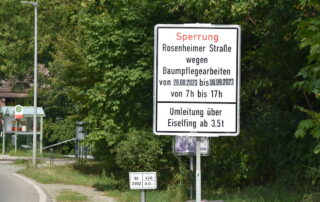 Sperrung
Rosenheimer Straße
wegen
Baumpflegearbeiten
von 29.08.2023 bis 08.09.2023
von 7h bis 17h
Umleitung über
Eiselfing ab 3.5t